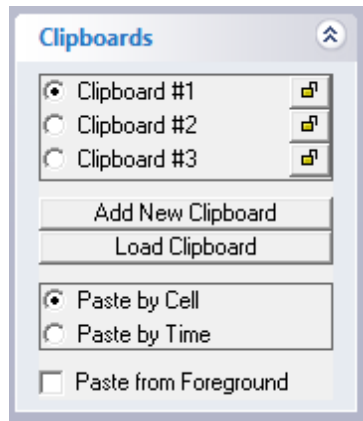 Clipboards
Clipboard #1
Clipboard #2
Clipboard #3
Add New Clipboard
Load Clipboard
Paste by Cell
Paste by Time
Paste from Foreground